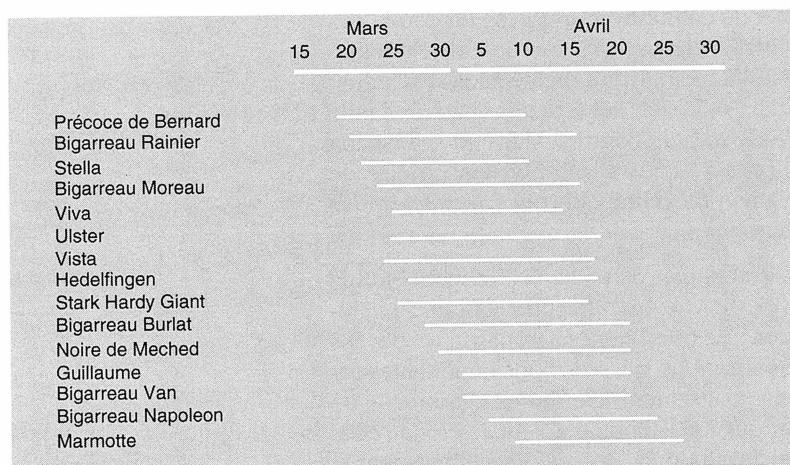 Mars Avril
15 20 25 30 5 10 15 20 25 30
Précoce de Bernard
Bigarreau Rainier
Stella
Bigarreau Moreau
Viva
Ulster
Vista
Hedelfingen
Stark Hardy Giant
Bigarreau Burlat
Noire de Meched
Guillaume
Bigarreau Van
Bigarreau Napoleon
Marmotte